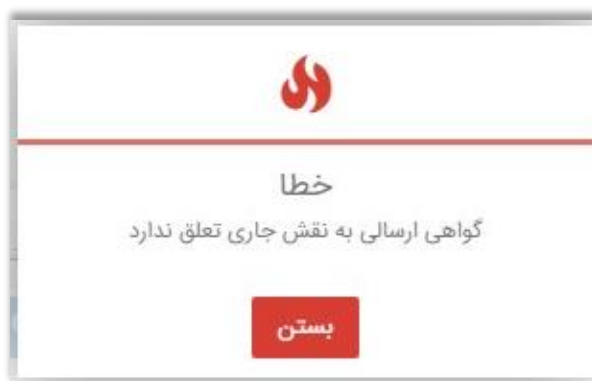 خطا
گواهی ارسالی به نقش جاری تعلق ندارد
بستن